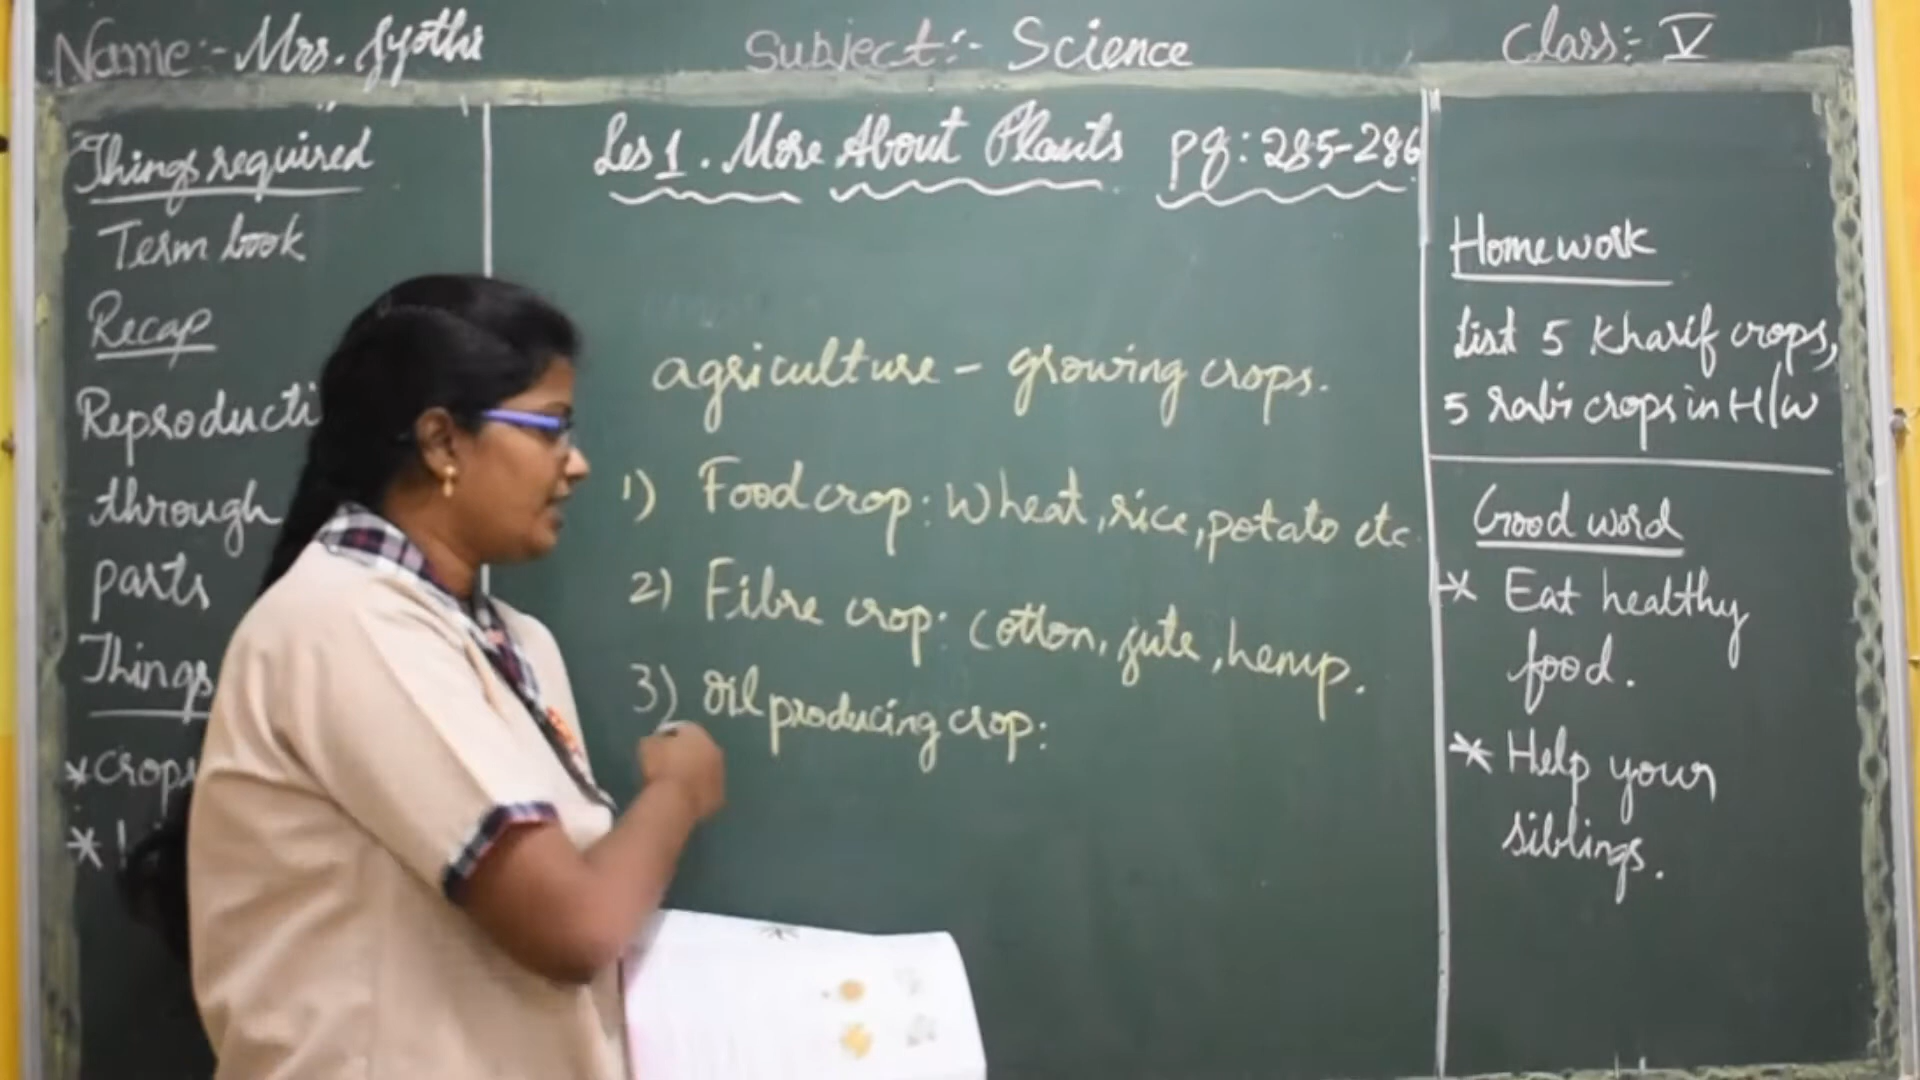 Name:- Mrs. Jyothi
Subject:- Science
Class:- V
Things required
Term book
Recap
Reproducti
through
parts
Things
* Crops
*
Les 1. More About Plants pg: 285-286
agriculture - growing crops.
1) Food crop: Wheat, rice, potato etc.
2) Fibre crop: Cotton, jute, hemp.
3) Oil producing crop:
Homework
List 5 Kharif crops,
5 rabi crops in H/W
Good word
* Eat healthy
food.
* Help your
siblings.